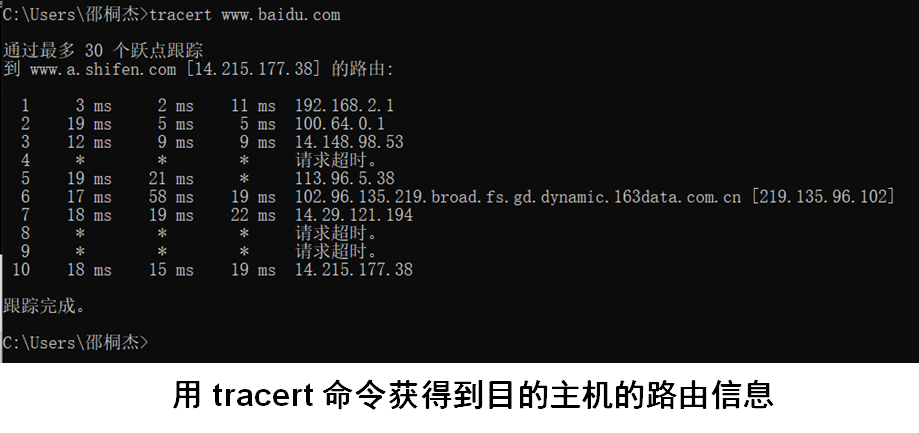 C:\Users\邵桐杰>tracert www.baidu.com
通过最多 30 个跃点跟踪
到 www.a.shifen.com [14.215.177.38] 的路由:
1 3 ms 2 ms 11 ms 192.168.2.1
2 19 ms 5 ms 5 ms 100.64.0.1
3 12 ms 9 ms 9 ms 14.148.98.53
4 * * * 请求超时。
5 19 ms 21 ms * 113.96.5.38
6 17 ms 58 ms 19 ms 102.96.135.219.broad.fs.gd.dynamic.163data.com.cn [219.135.96.102]
7 18 ms 19 ms 22 ms 14.29.121.194
8 * * * 请求超时。
9 * * * 请求超时。
10 18 ms 15 ms 19 ms 14.215.177.38
跟踪完成。
C:\Users\邵桐杰>
用 tracert 命令获得到目的主机的路由信息